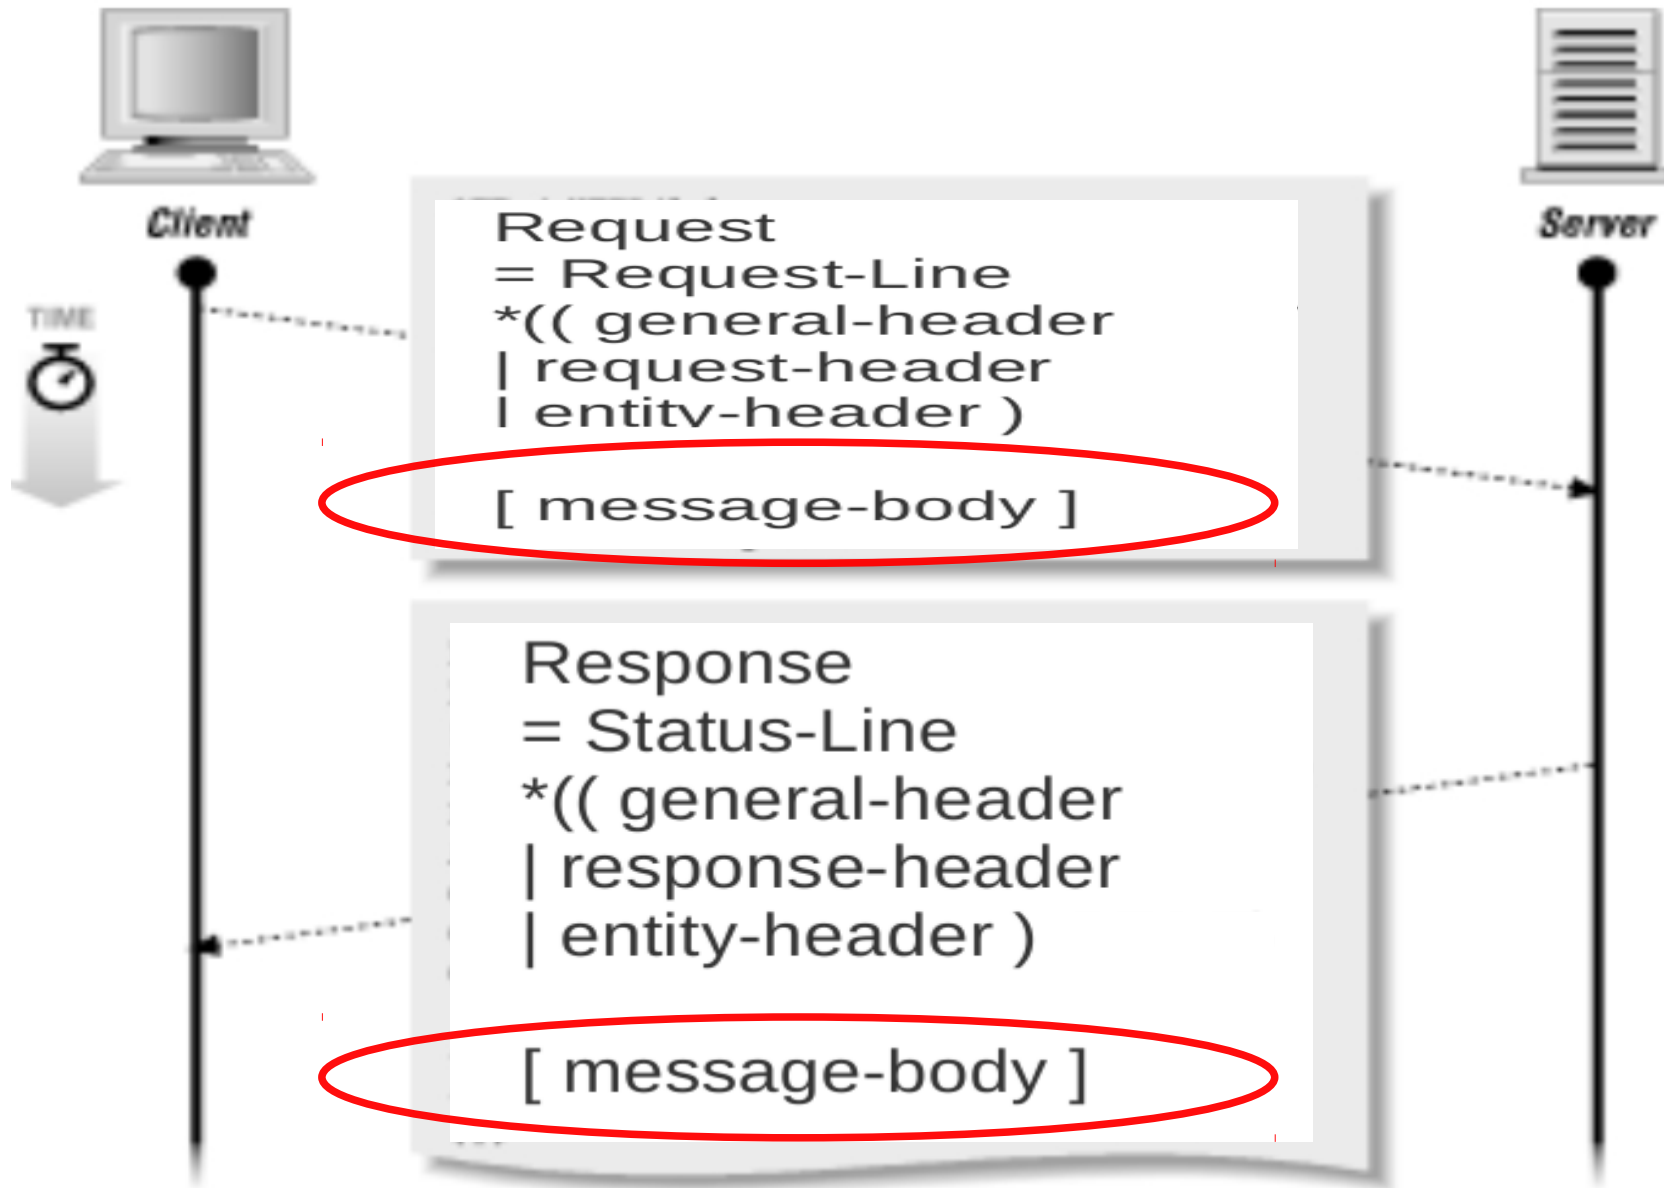 Client
Server
TIME
Request
= Request-Line
*(( general-header
| request-header
| entity-header )
[ message-body ]
Response
= Status-Line
*(( general-header
| response-header
| entity-header )
[ message-body ]